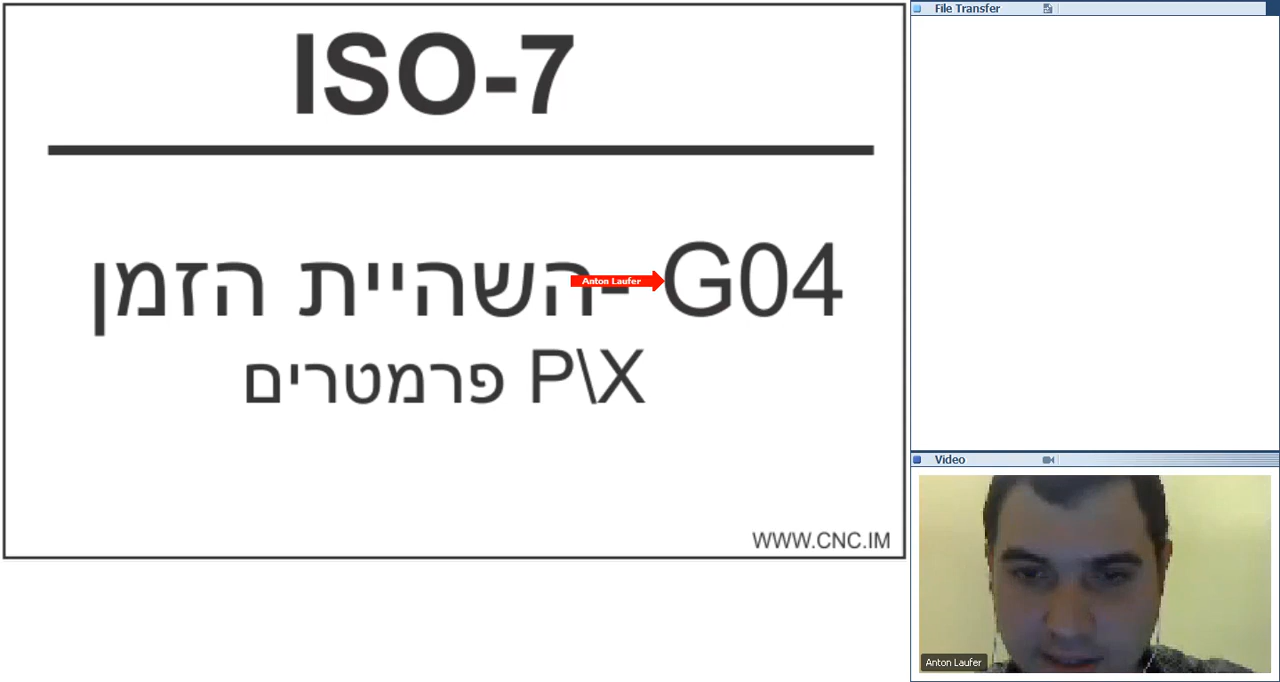 ISO-7
G04 -השהיית הזמן
P\X פרמטרים
WWW.CNC.IM
Anton Laufer
File Transfer
Video
Anton Laufer